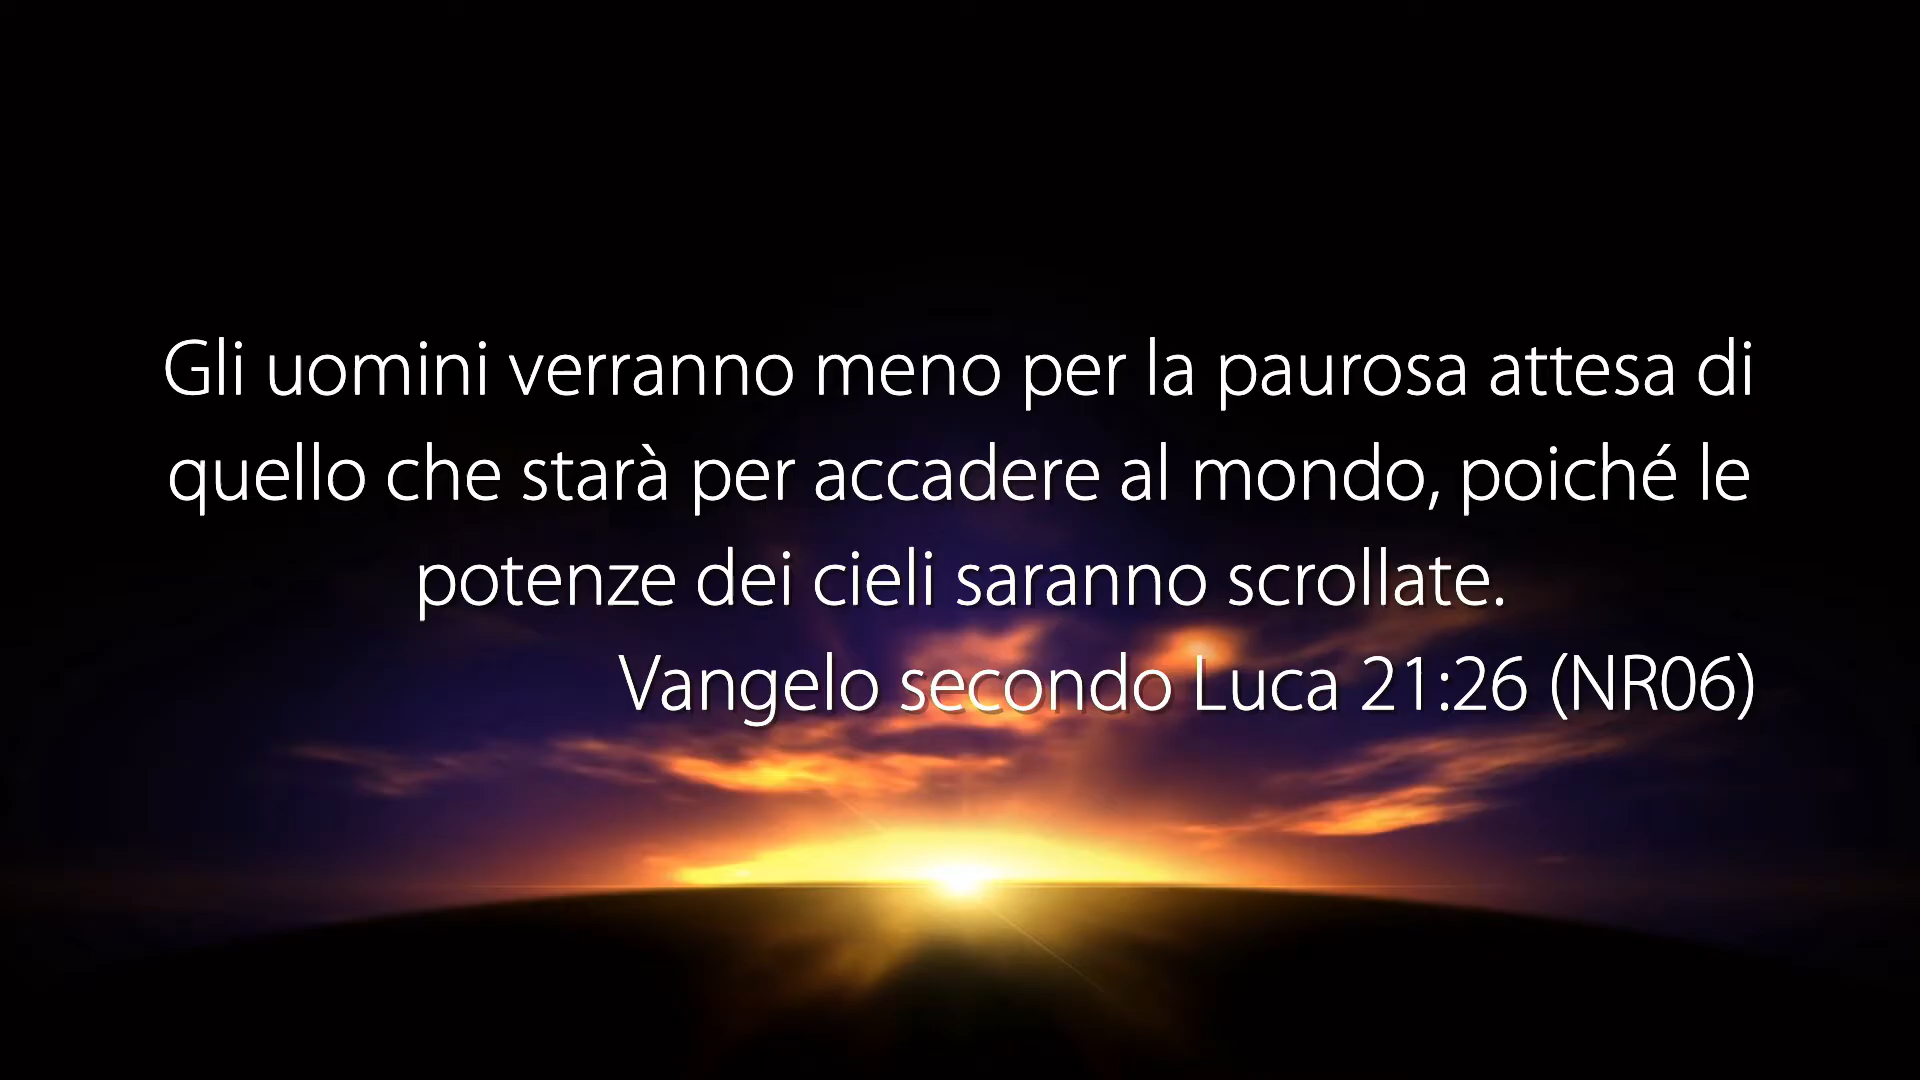 Gli uomini verranno meno per la paurosa attesa di
quello che starà per accadere al mondo, poiché le
potenze dei cieli saranno scrollate.
Vangelo secondo Luca 21:26 (NR06)